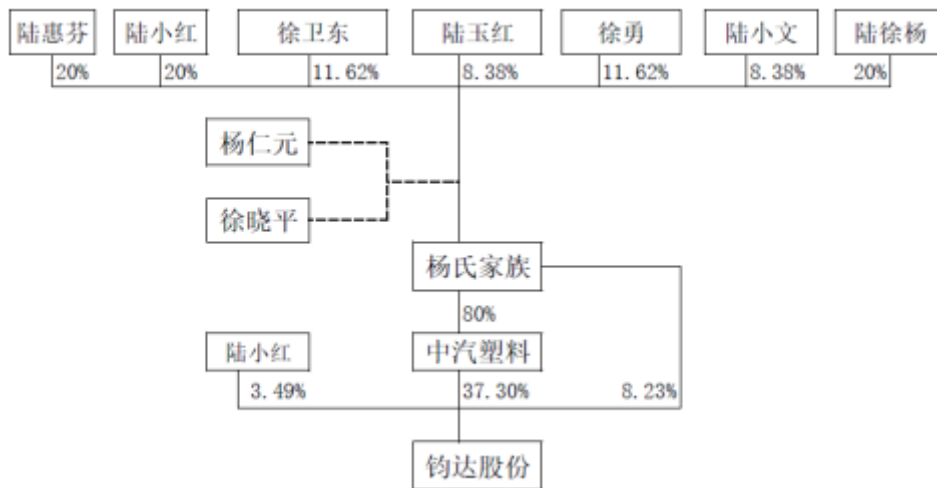 陆惠芬 陆小红 徐卫东 陆玉红 徐勇 陆小文 陆徐杨
20% 20% 11.62% 8.38% 11.62% 8.38% 20%
杨仁元
徐晓平
杨氏家族
80%
陆小红 中汽塑料
3.49% 37.30% 8.23%
钧达股份